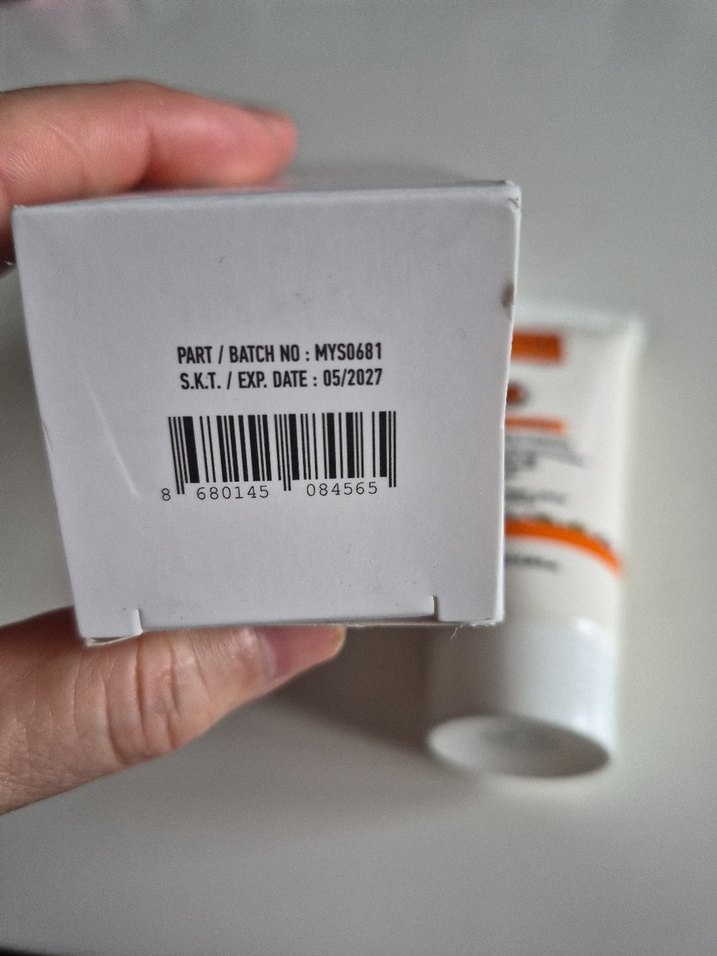 PART / BATCH NO : MYS0681
S.K.T. / EXP. DATE : 05/2027
8 680145 084565